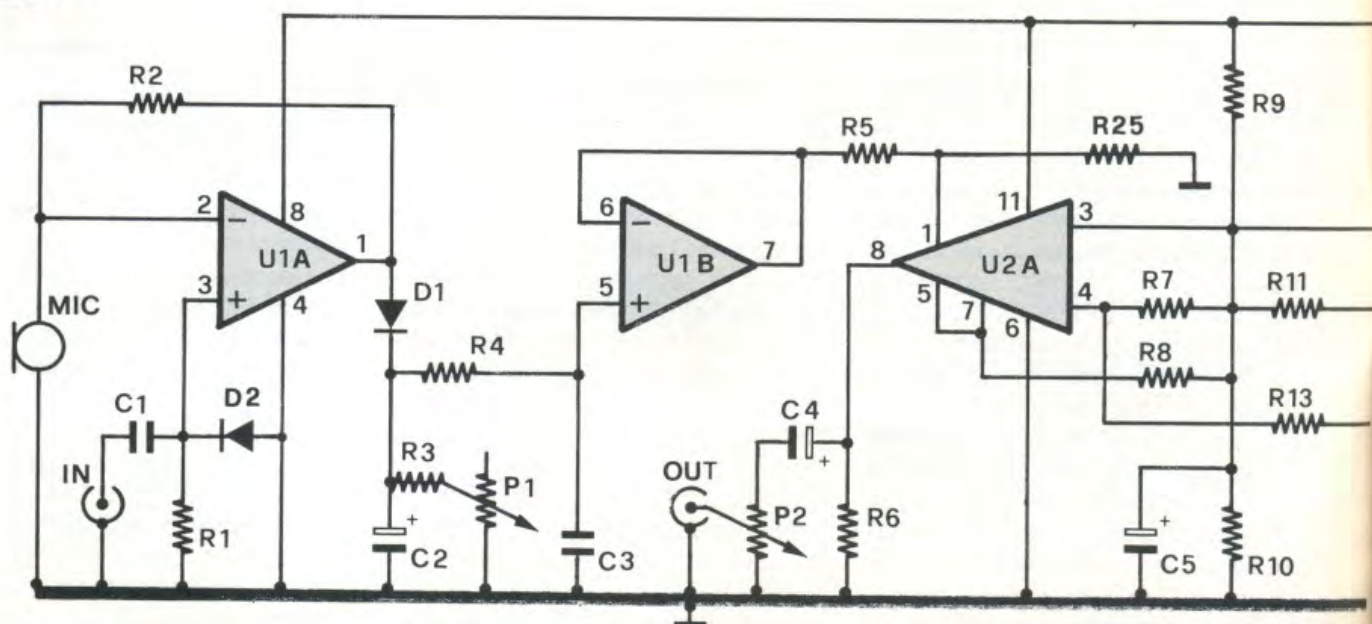 R2
R9
R5
R25
2
−
8
1
U1A
3
+
4
6
−
7
U1B
5
+
1
11
3
8
U2A
5
7
6
4
R7
R11
R8
R13
MIC
D1
R4
C1
D2
IN
R1
R3
P1
+
C2
C3
OUT
C4
+
P2
R6
+
C5
R10